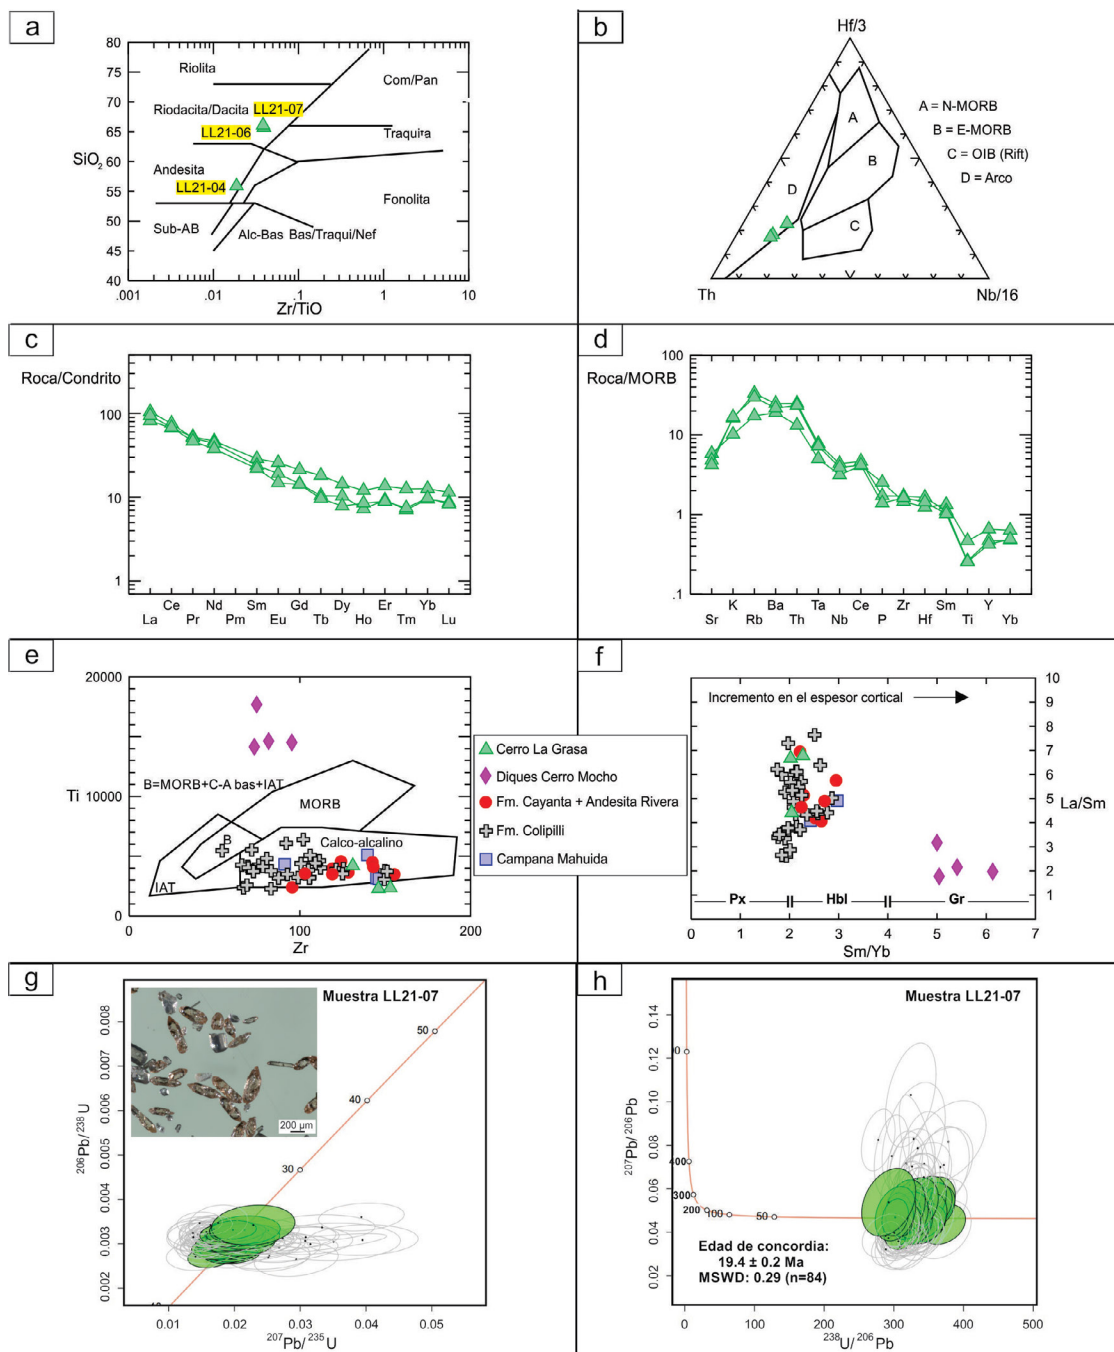 a
80
75
70
65
60
55
50
45
40
SiO2
Riolita
Com/Pan
Riodacita/Dacita
LL21-07
LL21-06
Traquita
Andesita
LL21-04
Fonolita
Sub-AB
Alc-Bas
Bas/Traqui/Nef
.001
.01
.1
1
10
Zr/TiO
b
Hf/3
A
B
C
D
Th
Nb/16
A = N-MORB
B = E-MORB
C = OIB (Rift)
D = Arco
c
Roca/Condrito
100
10
1
Ce
Nd
Sm
Gd
Dy
Er
Yb
La
Pr
Pm
Eu
Tb
Ho
Tm
Lu
d
100
Roca/MORB
10
1
.1
K
Ba
Ta
Ce
Zr
Sm
Y
Sr
Rb
Th
Nb
P
Hf
Ti
Yb
e
20000
Ti
10000
0
B=MORB+C-A bas+IAT
MORB
B
Calco-alcalino
IAT
0
100
200
Zr
Cerro La Grasa
Diques Cerro Mocho
Fm. Cayanta + Andesita Rivera
Fm. Colipilli
Campana Mahuida
f
Incremento en el espesor cortical
10
9
8
7
6
5
4
3
2
1
La/Sm
Px
Hbl
Gr
0
1
2
3
4
5
6
7
Sm/Yb
g
Muestra LL21-07
200 µm
0.008
0.007
0.006
0.005
0.004
0.003
0.002
206Pb/238U
50
40
30
0.01
0.02
0.03
0.04
0.05
207Pb/235U
h
Muestra LL21-07
0.14
0.12
0.10
0.08
0.06
0.04
0.02
207Pb/206Pb
400
300
200
100
50
Edad de concordia:
19.4 ± 0.2 Ma
MSWD: 0.29 (n=84)
0
100
200
300
400
500
238U/206Pb